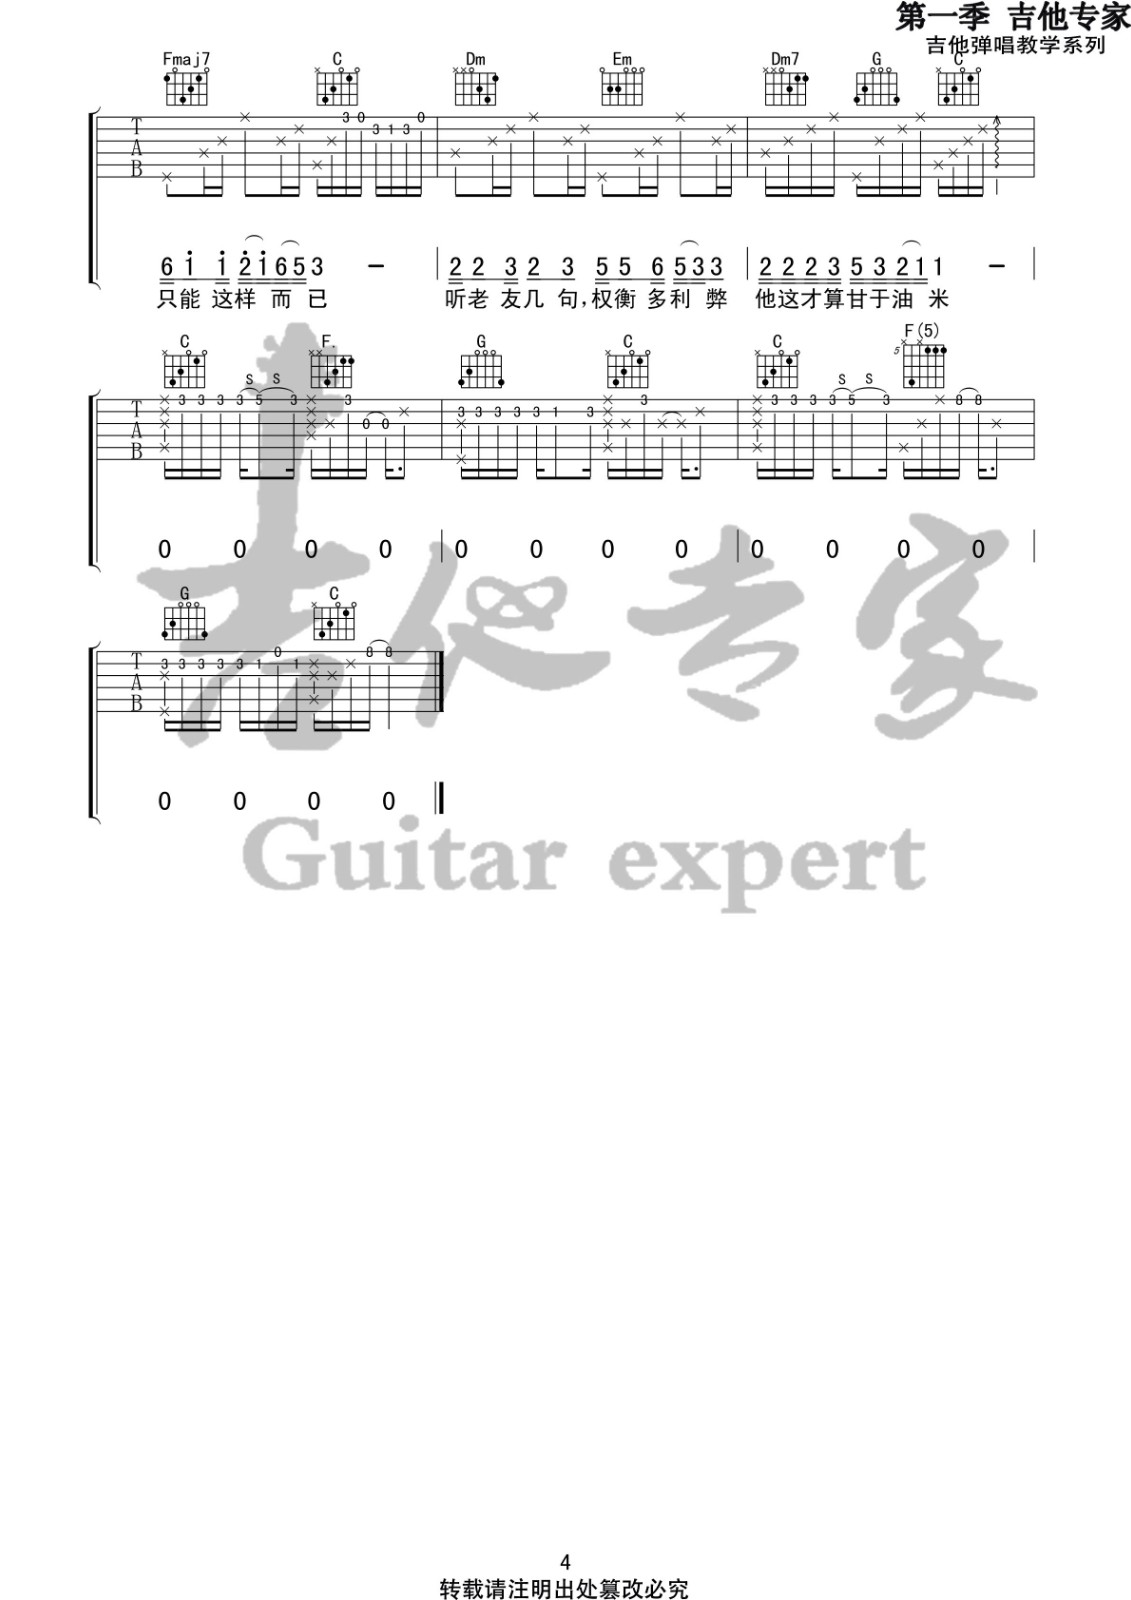 第一季 吉他专家
吉他弹唱教学系列
Fmaj7 C Dm Em Dm7 G C
T 3 0 3 1 3 0
A
B
6 1 1 2 1 6 5 3 － 2 2 3 2 3 5 5 6 5 3 3 2 2 2 3 5 3 2 1 1 －
只能 这样 而 已 听老 友几 句,权衡 多利 弊 他这才算甘于油 米
C F. G C C F(5)
5
S S S S
T 3 3 3 3 5 3 3 0 0 3 3 3 3 3 1 3 3 3 3 3 3 5 3 8 8
A
B
0 0 0 0 0 0 0 0 0 0 0 0
G C
T 3 3 3 3 3 1 0 1 8 8
A
B
0 0 0 0
吉他专家
Guitar expert
4
转载请注明出处篡改必究